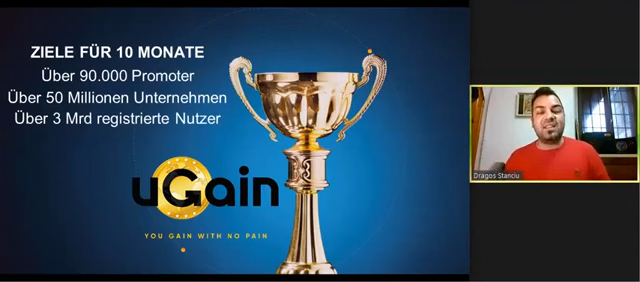 ZIELE FÜR 10 MONATE
Über 90.000 Promoter
Über 50 Millionen Unternehmen
Über 3 Mrd registrierte Nutzer
uGain
YOU GAIN WITH NO PAIN
Dragos Stanciu